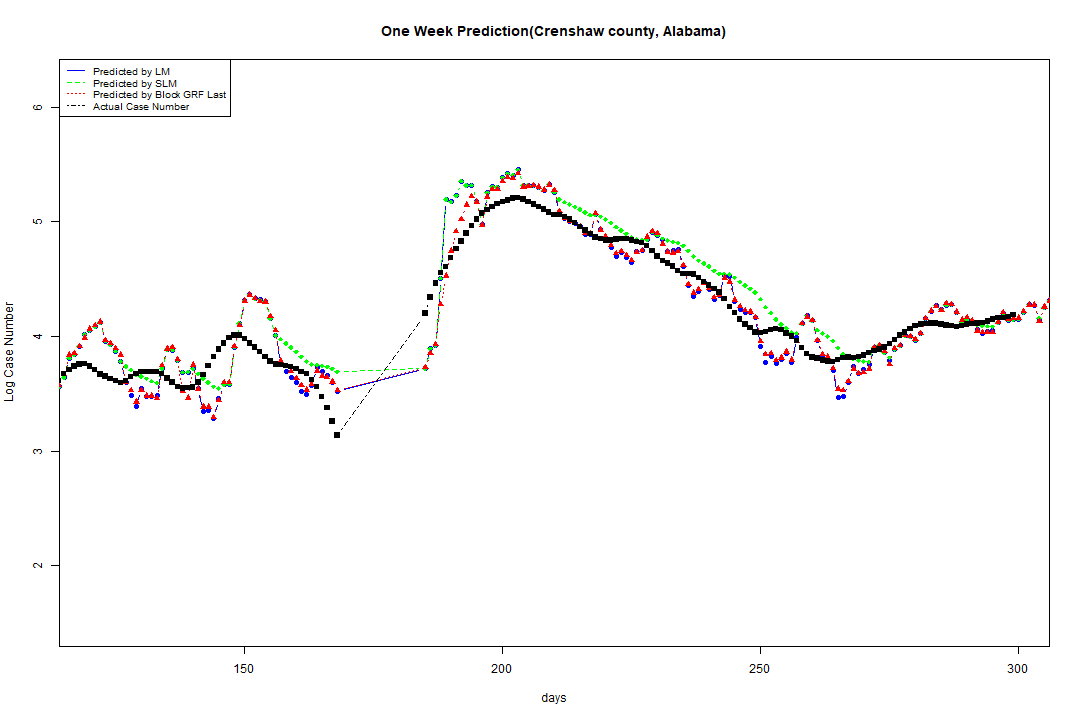 One Week Prediction(Crenshaw county, Alabama)
Predicted by LM
Predicted by SLM
Predicted by Block GRF Last
Actual Case Number
6
5
4
3
2
Log Case Number
150
200
250
300
days